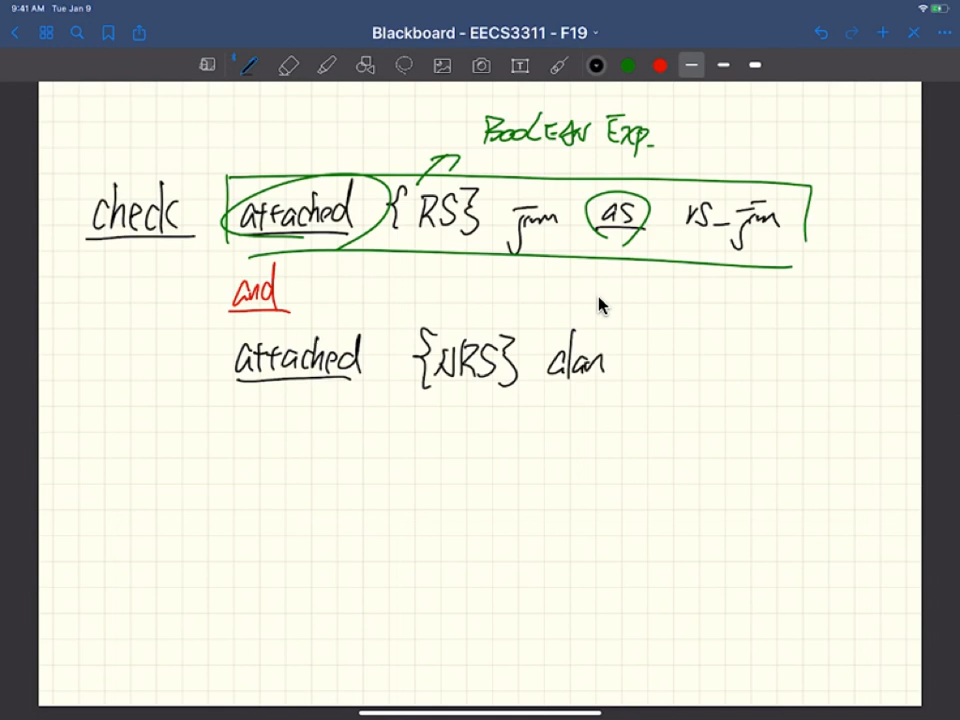 9:41 AM Tue Jan 9
Blackboard - EECS3311 - F19
Boolean Exp.
check attached {RS} jim as rs_jim
and
attached {NRS} alan